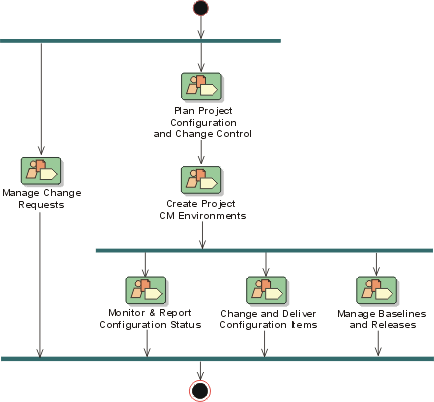 Plan Project
Configuration
and Change Control
Manage Change
Requests
Create Project
CM Environments
Monitor & Report
Configuration Status
Change and Deliver
Configuration Items
Manage Baselines
and Releases